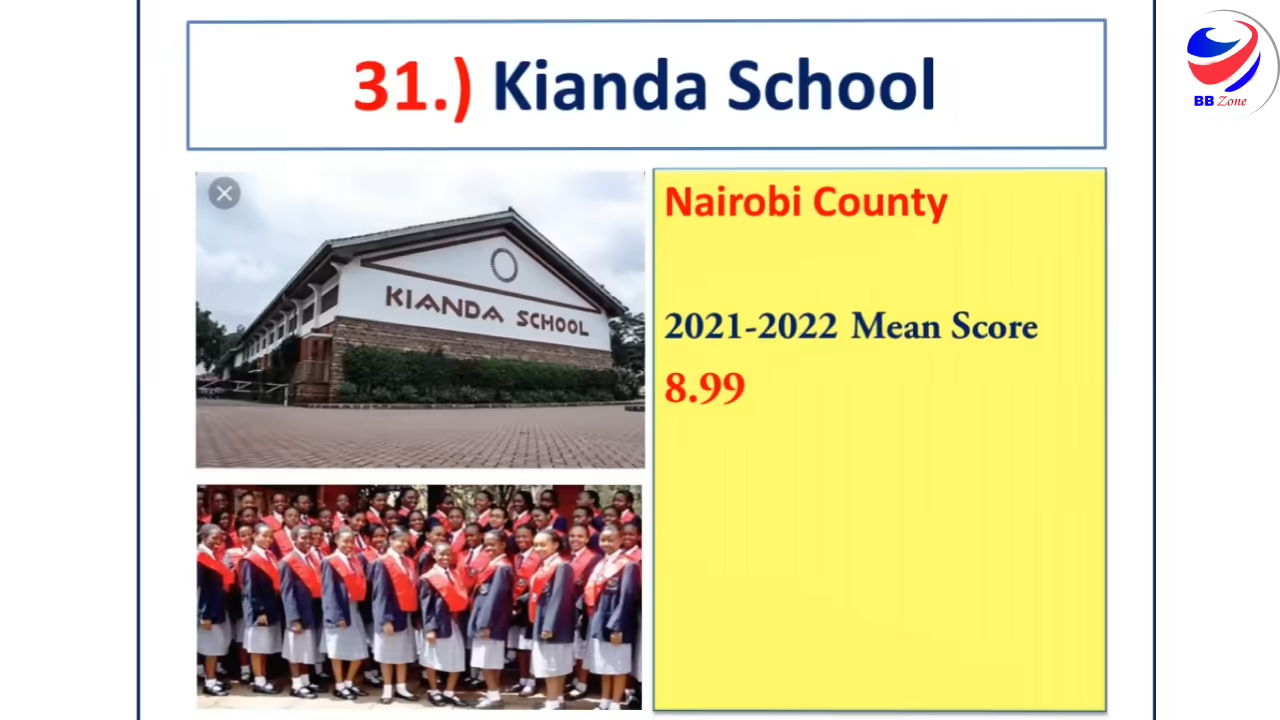 31.) Kianda School
BB Zone
Nairobi County
KIANDA SCHOOL
2021-2022 Mean Score
8.99